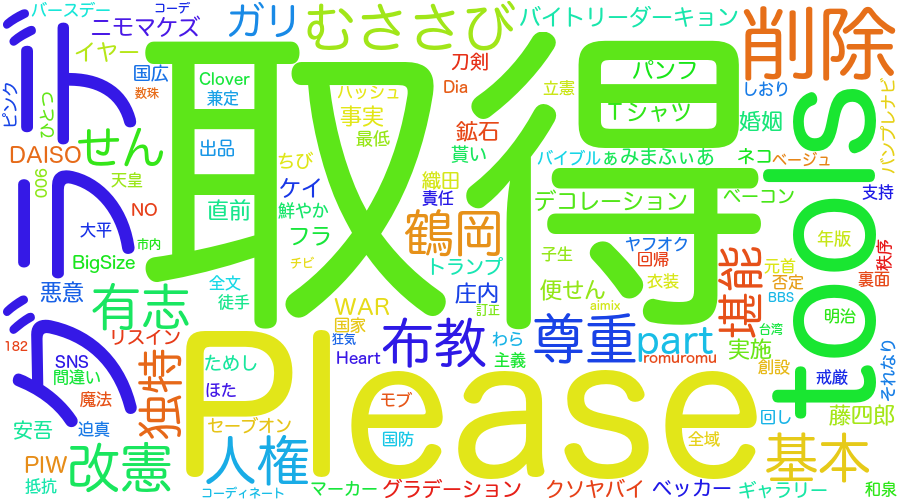 バースデー
コーデ
ニモマケズ
ガリ
むささび
バイトリーダーキョン
削除
イヤー
ピンク
国広
数珠
Clover
兼定
ハッシュ
事実
最低
刀剣
Dia
パンフ
立憲
Tシャツ
しおり
婚姻
バンブレナビ
グラデ
取得
tools
DAISO
せん
出品
鉱石
貰い
バイブル
ぁみまふぃあ
ネコ
ベージュ
900
天皇
NO
ちび
ケイ
織田
責任
デコレーション
ベーコン
支持
直前
鮮やか
鶴岡
大平
市内
フラ
トランプ
子生
ヤフオク
回帰
年版
秩序
BigSize
チビ
衣装
元首
否定
裏面
悪意
有志
全文
徒手
WAR
庄内
訂正
便せん
aimix
堪能
BBS
明治
182
リスイン
国家
狂気
布教
わら
主義
尊重
part
romuromu
実施
台湾
創設
それなり
SNS
間違い
魔法
独特
ためし
ほた
Heart
Please
モブ
戒厳
安吾
迫真
セーブオン
国防
全域
回し
藤四郎
PIW
抵抗
改憲
人権
コーディネート
マーカー
グラデーション
クソヤバイ
ベッカー
ギャラリー
基本
和泉